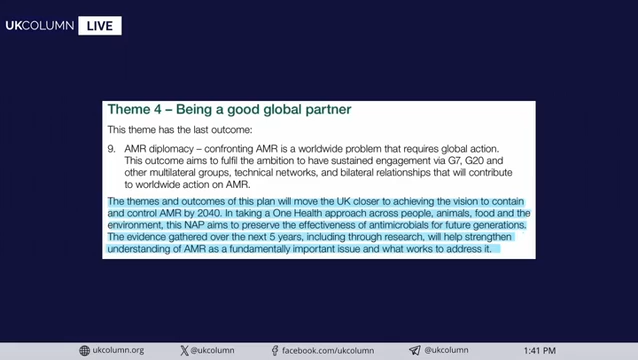 UKCOLUMN LIVE
Theme 4 – Being a good global partner
This theme has the last outcome:
9. AMR diplomacy – confronting AMR is a worldwide problem that requires global action.
This outcome aims to fulfil the ambition to have sustained engagement via G7, G20 and
other multilateral groups, technical networks, and bilateral relationships that will contribute
to worldwide action on AMR.
The themes and outcomes of this plan will move the UK closer to achieving the vision to contain
and control AMR by 2040. In taking a One Health approach across people, animals, food and the
environment, this NAP aims to preserve the effectiveness of antimicrobials for future generations.
The evidence gathered over the next 5 years, including through research, will help strengthen
understanding of AMR as a fundamentally important issue and what works to address it.
ukcolumn.org @ukcolumn facebook.com/ukcolumn @ukcolumn 1:41 PM